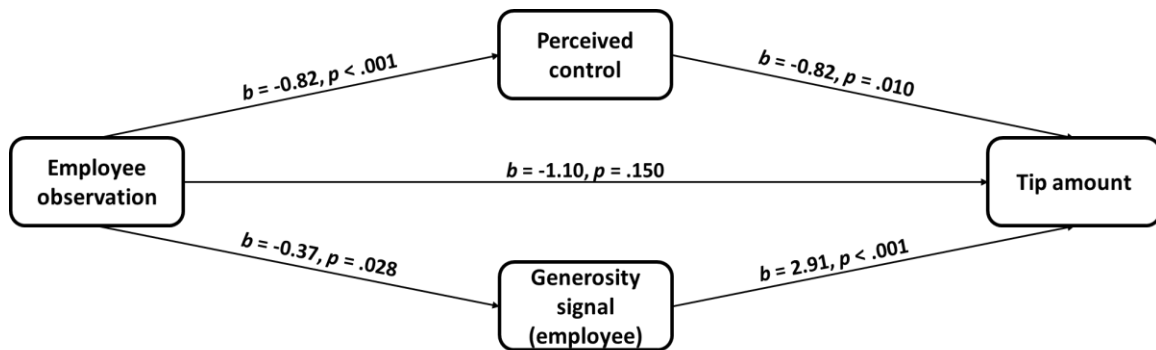 Perceived
control
b = -0.82, p < .001
b = -0.82, p = .010
Employee
observation
b = -1.10, p = .150
Tip amount
b = -0.37, p = .028
b = 2.91, p < .001
Generosity
signal
(employee)